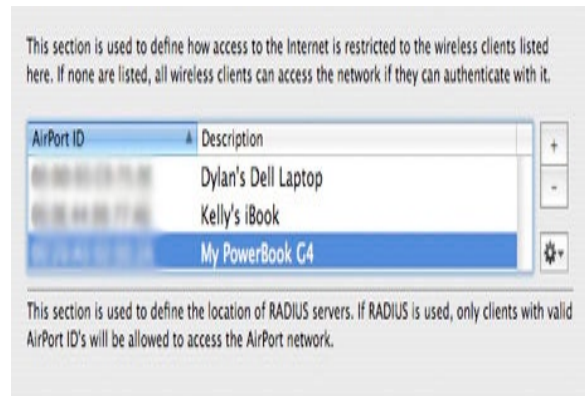 This section is used to define how access to the Internet is restricted to the wireless clients listed
here. If none are listed, all wireless clients can access the network if they can authenticate with it.
AirPort ID Description
Dylan's Dell Laptop
Kelly's iBook
My PowerBook G4
+
-
This section is used to define the location of RADIUS servers. If RADIUS is used, only clients with valid
AirPort ID's will be allowed to access the AirPort network.